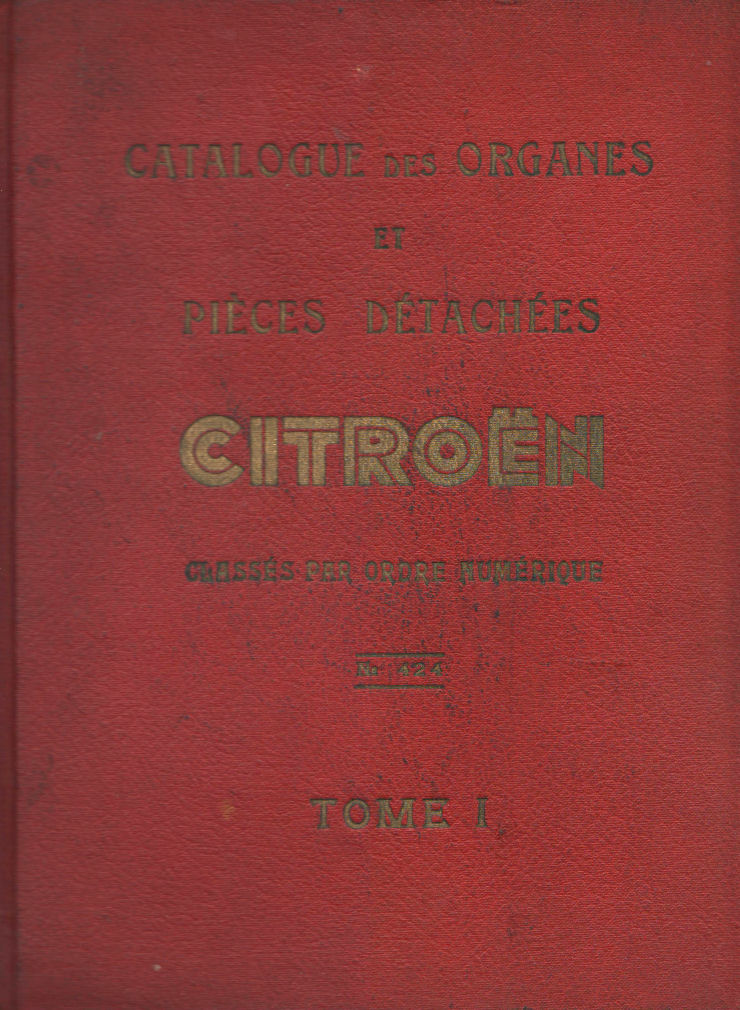 CATALOGUE DES ORGANES
ET
PIÈCES DÉTACHÉES
CITROËN
CLASSÉS PAR ORDRE NUMÉRIQUE
No 424
TOME I